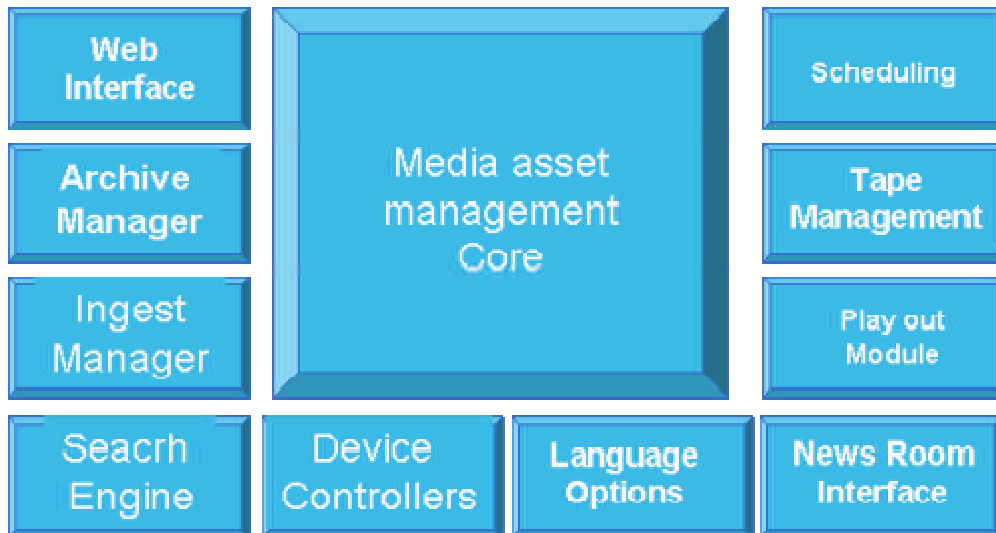 Web
Interface
Archive
Manager
Ingest
Manager
Media asset
management
Core
Scheduling
Tape
Management
Play out
Module
Seacrh
Engine
Device
Controllers
Language
Options
News Room
Interface